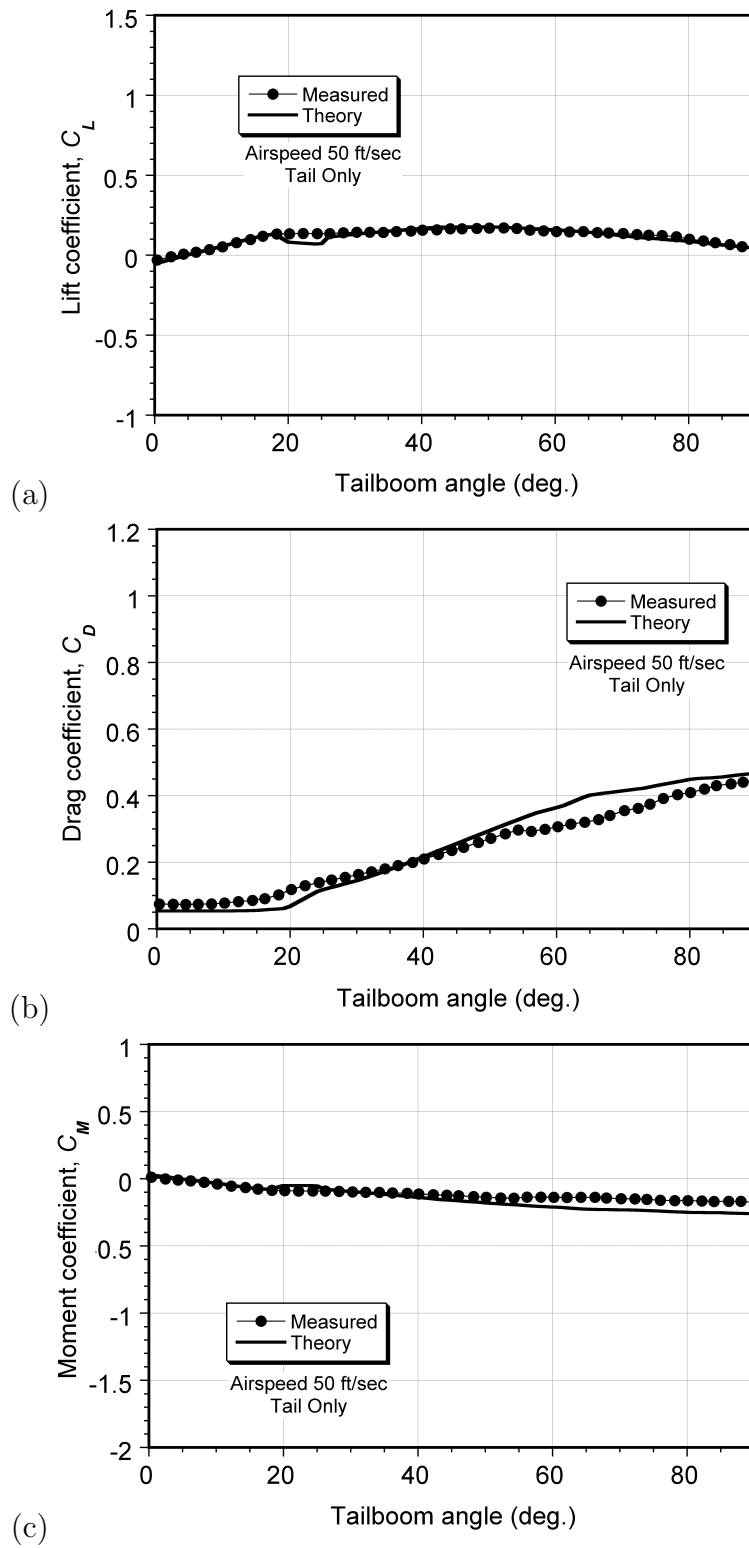 1.5
1
0.5
0
-0.5
-1
Lift coefficient, C_L
Measured
Theory
Airspeed 50 ft/sec
Tail Only
0 20 40 60 80
Tailboom angle (deg.)
(a)
1.2
1
0.8
0.6
0.4
0.2
0
Drag coefficient, C_D
Measured
Theory
Airspeed 50 ft/sec
Tail Only
0 20 40 60 80
Tailboom angle (deg.)
(b)
1
0.5
0
-0.5
-1
-1.5
-2
Moment coefficient, C_M
Measured
Theory
Airspeed 50 ft/sec
Tail Only
0 20 40 60 80
Tailboom angle (deg.)
(c)